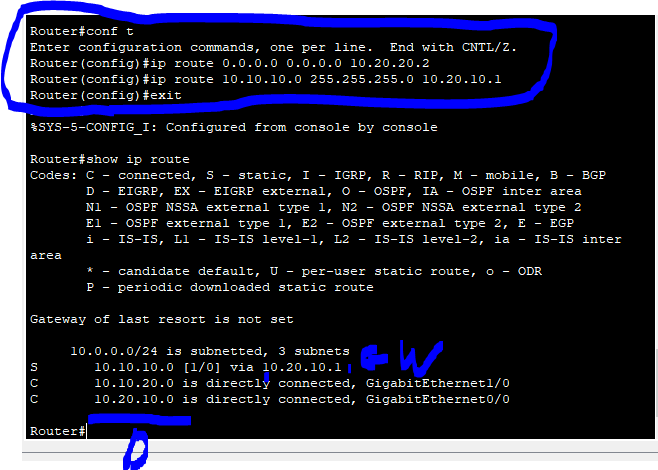 Router#conf t
Enter configuration commands, one per line.  End with CNTL/Z.
Router(config)#ip route 0.0.0.0 0.0.0.0 10.20.20.2
Router(config)#ip route 10.10.10.0 255.255.255.0 10.20.10.1
Router(config)#exit
%SYS-5-CONFIG_I: Configured from console by console
Router#show ip route
Codes: C - connected, S - static, I - IGRP, R - RIP, M - mobile, B - BGP
D - EIGRP, EX - EIGRP external, O - OSPF, IA - OSPF inter area
N1 - OSPF NSSA external type 1, N2 - OSPF NSSA external type 2
E1 - OSPF external type 1, E2 - OSPF external type 2, E - EGP
i - IS-IS, L1 - IS-IS level-1, L2 - IS-IS level-2, ia - IS-IS inter
area
* - candidate default, U - per-user static route, o - ODR
P - periodic downloaded static route
Gateway of last resort is not set
10.0.0.0/24 is subnetted, 3 subnets
S 10.10.10.0 [1/0] via 10.20.10.1
C 10.10.20.0 is directly connected, GigabitEthernet1/0
C 10.20.10.0 is directly connected, GigabitEthernet0/0
Router#